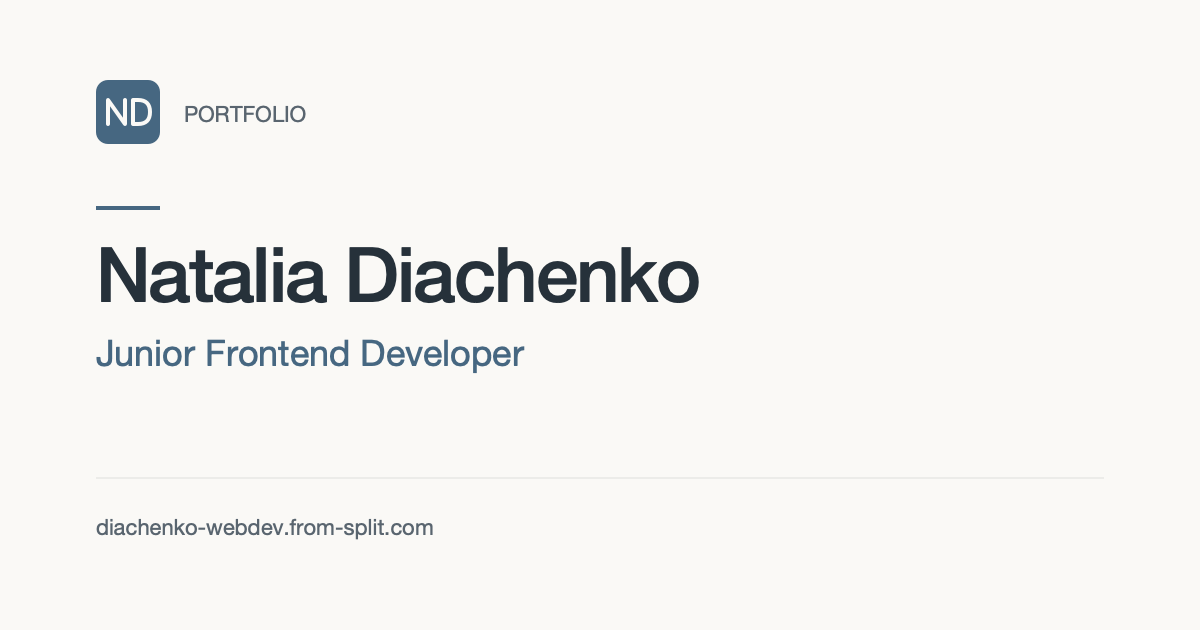 ND PORTFOLIO
Natalia Diachenko
Junior Frontend Developer
diachenko-webdev.from-split.com